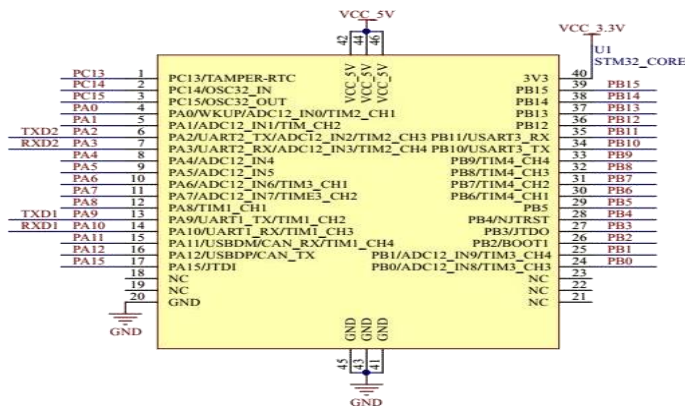 VCC_5V
VCC_3.3V
42
44
46
U1
STM32_CORE
VCC_5V
VCC_5V
VCC_5V
PC13 1 PC13/TAMPER-RTC 3V3 40
PC14 2 PC14/OSC32_IN PB15 39 PB15
PC15 3 PC15/OSC32_OUT PB14 38 PB14
PA0 4 PA0/WKUP/ADC12_IN0/TIM2_CH1 PB13 37 PB13
PA1 5 PA1/ADC12_IN1/TIM_CH2 PB12 36 PB12
TXD2 PA2 6 PA2/UART2_TX/ADC12_IN2/TIM2_CH3 PB11/USART3_RX 35 PB11
RXD2 PA3 7 PA3/UART2_RX/ADC12_IN3/TIM2_CH4 PB10/USART3_TX 34 PB10
PA4 8 PA4/ADC12_IN4 PB9/TIM4_CH4 33 PB9
PA5 9 PA5/ADC12_IN5 PB8/TIM4_CH3 32 PB8
PA6 10 PA6/ADC12_IN6/TIM3_CH1 PB7/TIM4_CH2 31 PB7
PA7 11 PA7/ADC12_IN7/TIME3_CH2 PB6/TIM4_CH1 30 PB6
PA8 12 PA8/TIM1_CH1 PB5 29 PB5
TXD1 PA9 13 PA9/UART1_TX/TIM1_CH2 PB4/NJTRST 28 PB4
RXD1 PA10 14 PA10/UART1_RX/TIM1_CH3 PB3/JTDO 27 PB3
PA11 15 PA11/USBDM/CAN_RX/TIM1_CH4 PB2/BOOT1 26 PB2
PA12 16 PA12/USBDP/CAN_TX PB1/ADC12_IN9/TIM3_CH4 25 PB1
PA15 17 PA15/JTDI PB0/ADC12_IN8/TIM3_CH3 24 PB0
18 NC NC 23
19 NC NC 22
20 GND NC 21
GND
GND
GND
GND
45
43
41
GND